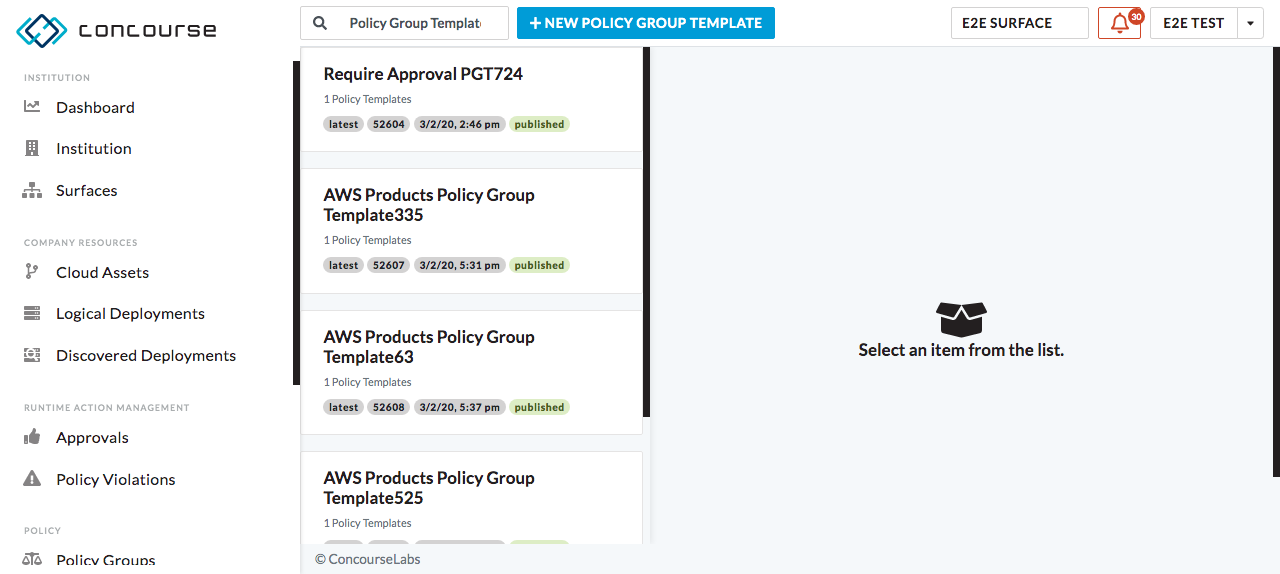 concourse
Policy Group Templat
+ NEW POLICY GROUP TEMPLATE
E2E SURFACE
30
E2E TEST
INSTITUTION
Dashboard
Institution
Surfaces
COMPANY RESOURCES
Cloud Assets
Logical Deployments
Discovered Deployments
RUNTIME ACTION MANAGEMENT
Approvals
Policy Violations
POLICY
Policy Groups
Require Approval PGT724
1 Policy Templates
latest 52604 3/2/20, 2:46 pm published
AWS Products Policy Group
Template335
1 Policy Templates
latest 52607 3/2/20, 5:31 pm published
AWS Products Policy Group
Template63
1 Policy Templates
latest 52608 3/2/20, 5:37 pm published
AWS Products Policy Group
Template525
1 Policy Templates
Select an item from the list.
© ConcourseLabs